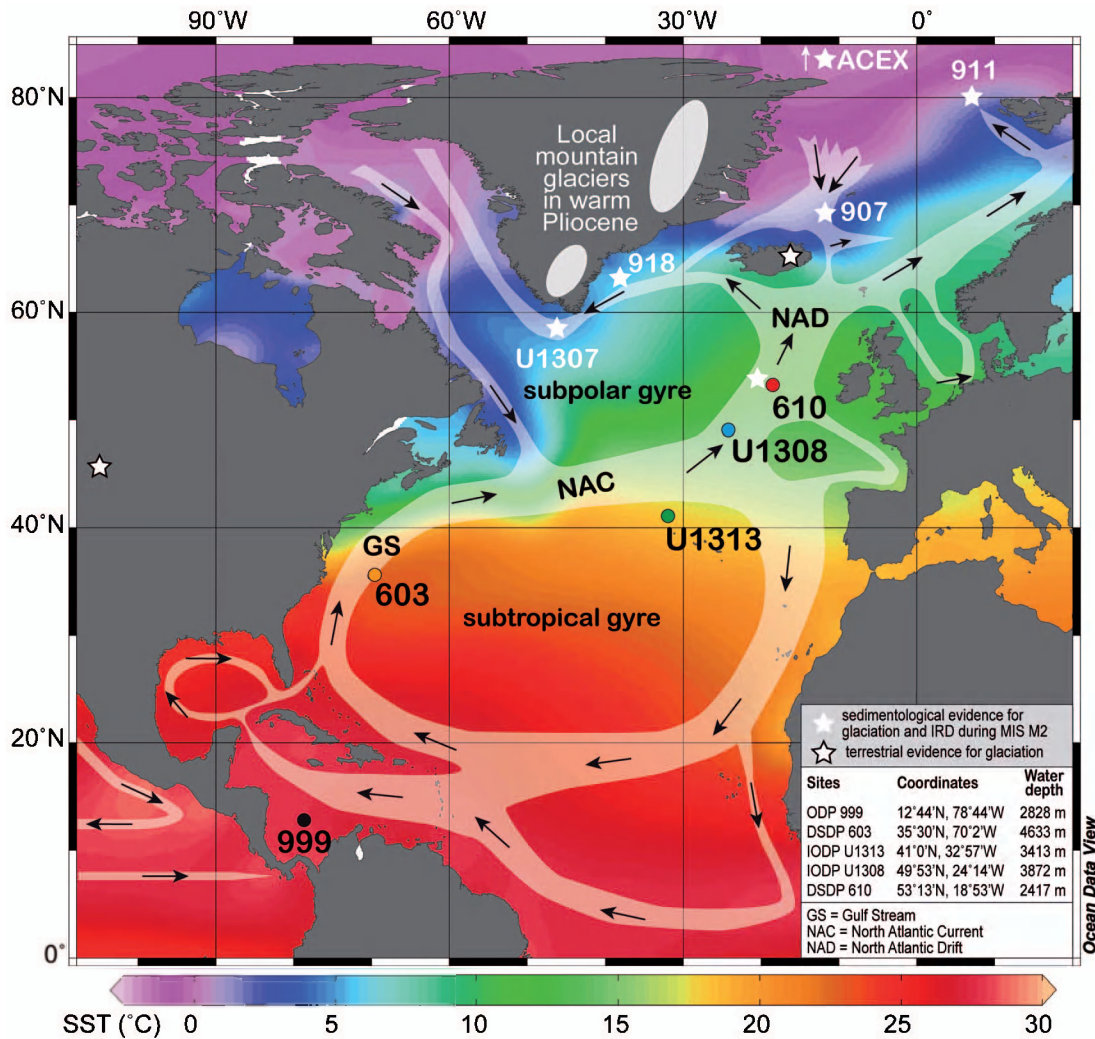 90°W 60°W 30°W 0°
80°N
60°N
40°N
20°N
0°
ACEX
911
Local
mountain
glaciers
in warm
Pliocene
907
918
U1307
NAD
subpolar gyre
610
U1308
NAC
U1313
GS
603
subtropical gyre
999
sedimentological evidence for
glaciation and IRD during MIS M2
terrestrial evidence for glaciation
Sites Coordinates Water
depth
ODP 999 12°44'N, 78°44'W 2828 m
DSDP 603 35°30'N, 70°2'W 4633 m
IODP U1313 41°0'N, 32°57'W 3413 m
IODP U1308 49°53'N, 24°14'W 3872 m
DSDP 610 53°13'N, 18°53'W 2417 m
GS = Gulf Stream
NAC = North Atlantic Current
NAD = North Atlantic Drift
Ocean Data View
SST (°C) 0 5 10 15 20 25 30